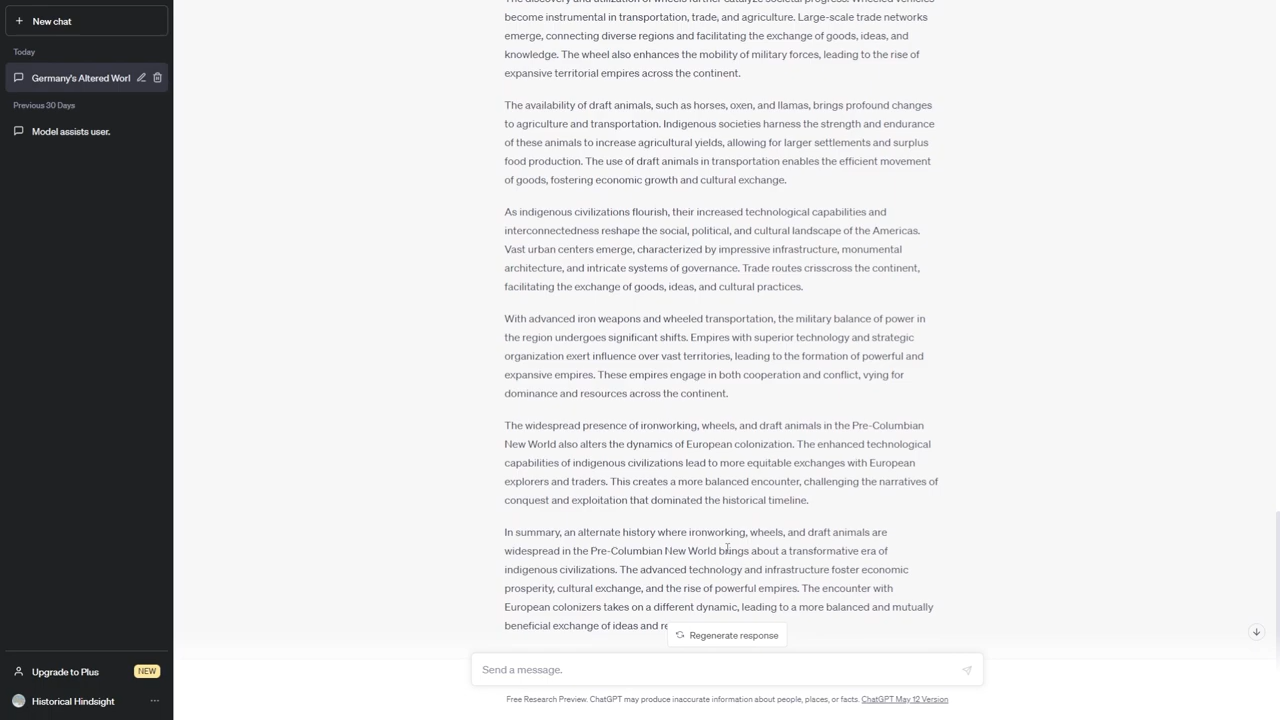 New chat
Today
Germany's Altered Worl
Previous 30 Days
Model assists user.
become instrumental in transportation, trade, and agriculture. Large-scale trade networks
emerge, connecting diverse regions and facilitating the exchange of goods, ideas, and
knowledge. The wheel also enhances the mobility of military forces, leading to the rise of
expansive territorial empires across the continent.
The availability of draft animals, such as horses, oxen, and llamas, brings profound changes
to agriculture and transportation. Indigenous societies harness the strength and endurance
of these animals to increase agricultural yields, allowing for larger settlements and surplus
food production. The use of draft animals in transportation enables the efficient movement
of goods, fostering economic growth and cultural exchange.
As indigenous civilizations flourish, their increased technological capabilities and
interconnectedness reshape the social, political, and cultural landscape of the Americas.
Vast urban centers emerge, characterized by impressive infrastructure, monumental
architecture, and intricate systems of governance. Trade routes crisscross the continent,
facilitating the exchange of goods, ideas, and cultural practices.
With advanced iron weapons and wheeled transportation, the military balance of power in
the region undergoes significant shifts. Empires with superior technology and strategic
organization exert influence over vast territories, leading to the formation of powerful and
expansive empires. These empires engage in both cooperation and conflict, vying for
dominance and resources across the continent.
The widespread presence of ironworking, wheels, and draft animals in the Pre-Columbian
New World also alters the dynamics of European colonization. The enhanced technological
capabilities of indigenous civilizations lead to more equitable exchanges with European
explorers and traders. This creates a more balanced encounter, challenging the narratives of
conquest and exploitation that dominated the historical timeline.
In summary, an alternate history where ironworking, wheels, and draft animals are
widespread in the Pre-Columbian New World brings about a transformative era of
indigenous civilizations. The advanced technology and infrastructure foster economic
prosperity, cultural exchange, and the rise of powerful empires. The encounter with
European colonizers takes on a different dynamic, leading to a more balanced and mutually
beneficial exchange of ideas and re
Regenerate response
Send a message.
Free Research Preview. ChatGPT may produce inaccurate information about people, places, or facts. ChatGPT May 12 Version
Upgrade to Plus
NEW
Historical Hindsight